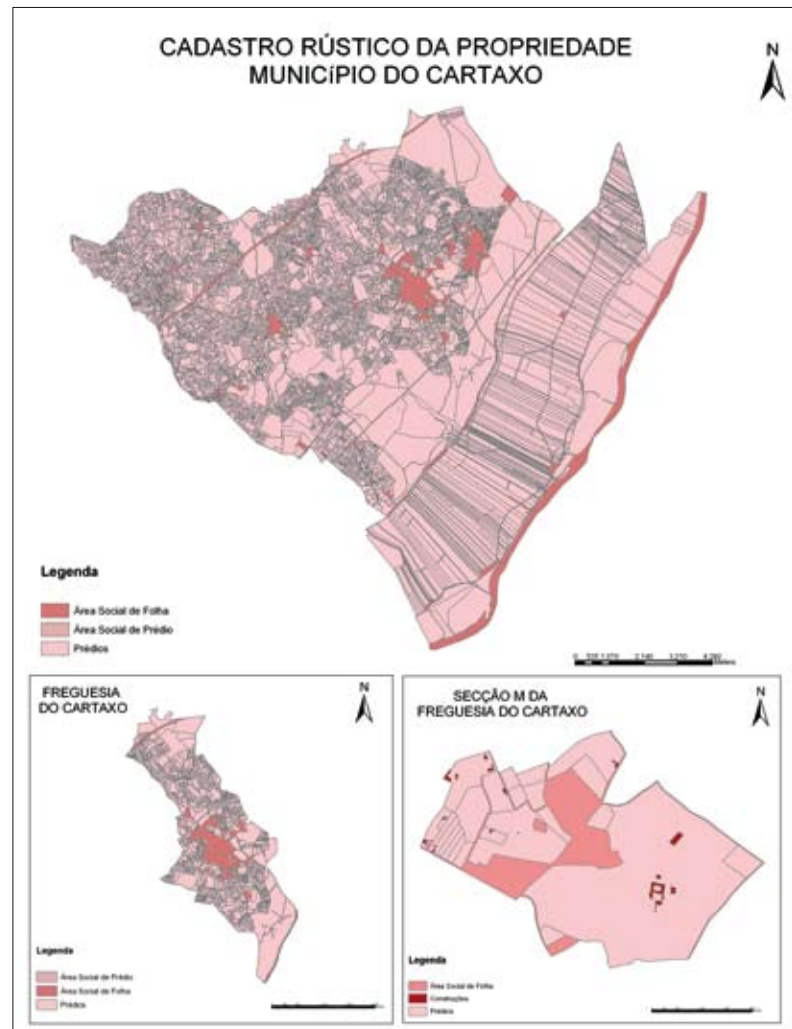 CADASTRO RÚSTICO DA PROPRIEDADE
MUNICíPIO DO CARTAXO
N
Legenda
Área Social de Folha
Área Social de Prédio
Prédios
FREGUESIA
DO CARTAXO
N
Legenda
Área Social de Prédio
Área Social de Folha
Prédios
SECÇÃO M DA
FREGUESIA DO CARTAXO
N
Legenda
Área Social de Folha
Construções
Prédios